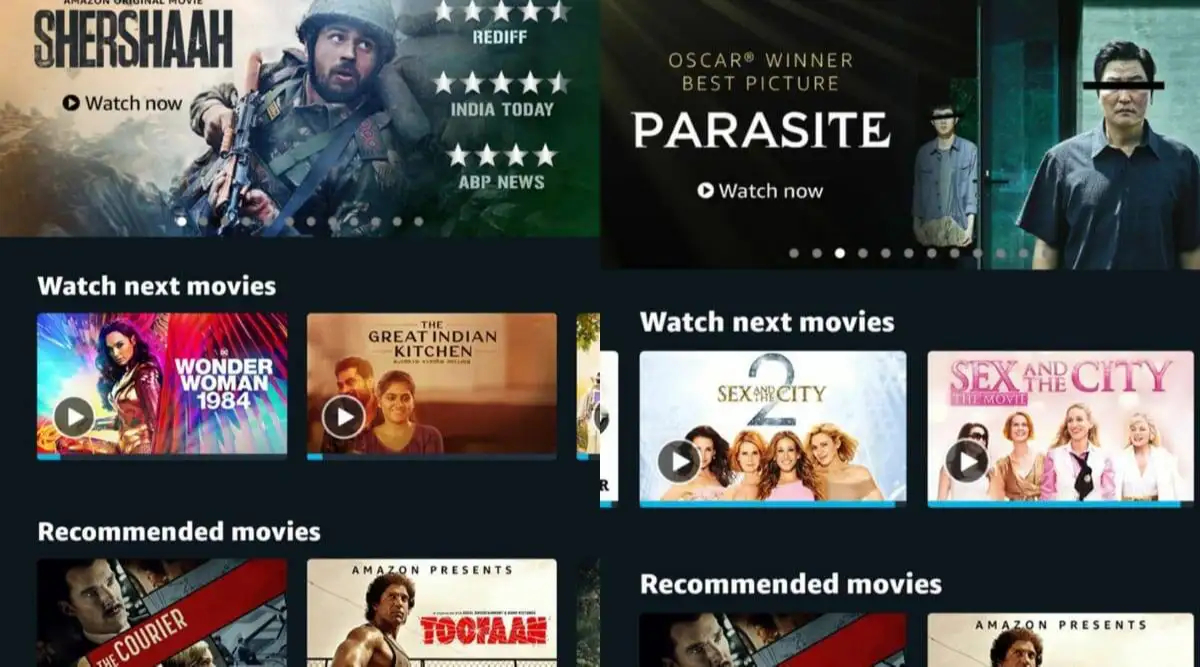 AMAZON ORIGINAL MOVIE
SHERSHAAH
Watch now
REDIFF
INDIA TODAY
ABP NEWS
Watch next movies
WONDER
WOMAN
1984
THE
GREAT INDIAN
KITCHEN
Recommended movies
THE COURIER
AMAZON PRESENTS
TOOFAAN
OSCAR® WINNER
BEST PICTURE
PARASITE
Watch now
Watch next movies
R
2
SEX AND THE CITY
SEX AND THE CITY
THE MOVIE
Recommended movies
AMAZON PRESENTS